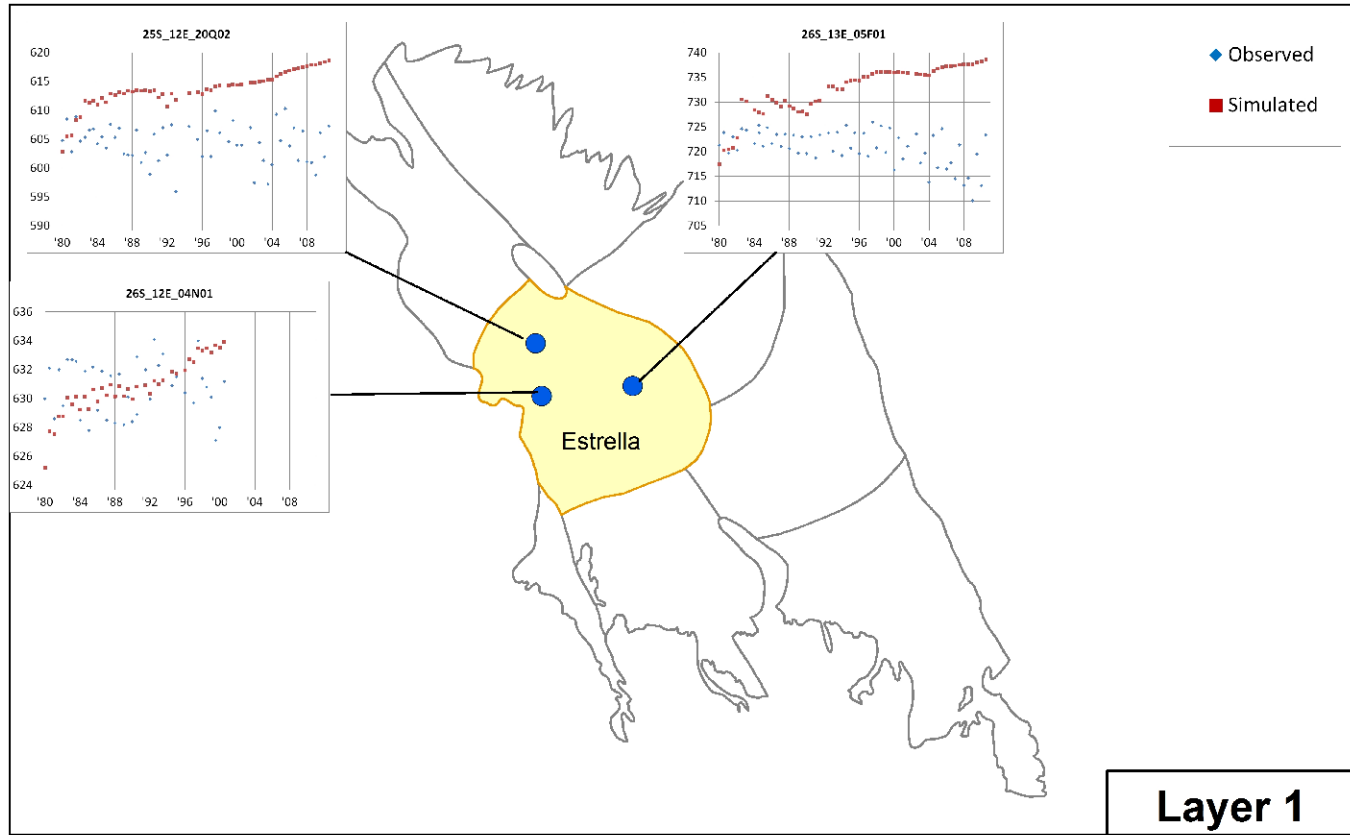 25S_12E_20Q02
620
615
610
605
600
595
590
'80 '84 '88 '92 '96 '00 '04 '08
26S_13E_05F01
740
735
730
725
720
715
710
705
'80 '84 '88 '92 '96 '00 '04 '08
Observed
Simulated
26S_12E_04N01
636
634
632
630
628
626
624
'80 '84 '88 '92 '96 '00 '04 '08
Estrella
Layer 1